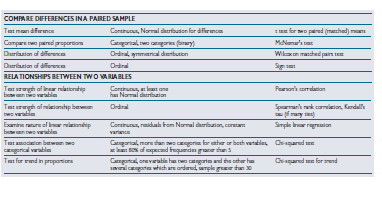 COMPARE DIFFERENCES IN A PAIRED SAMPLE
Test mean difference Continuous, Normal distribution for differences t test for two paired (matched) means
Compare two paired proportions Categorical, two categories (binary) McNemar's test
Distribution of differences Ordinal, symmetrical distribution Wilcoxon matched pairs test
Distribution of differences Ordinal Sign test
RELATIONSHIPS BETWEEN TWO VARIABLES
Test strength of linear relationship Continuous, at least one Pearson's correlation
between two variables has Normal distribution
Test strength of relationship between Ordinal Spearman's rank correlation, Kendall's
two variables tau (if many ties)
Examine nature of linear relationship Continuous, residuals from Normal distribution, constant Simple linear regression
between two variables variance
Test association between two Categorical, more than two categories for either or both variables, Chi-squared test
categorical variables at least 80% of expected frequencies greater than 5
Test for trend in proportions Categorical, one variable has two categories and the other has Chi-squared test for trend
several categories which are ordered, sample greater than 30